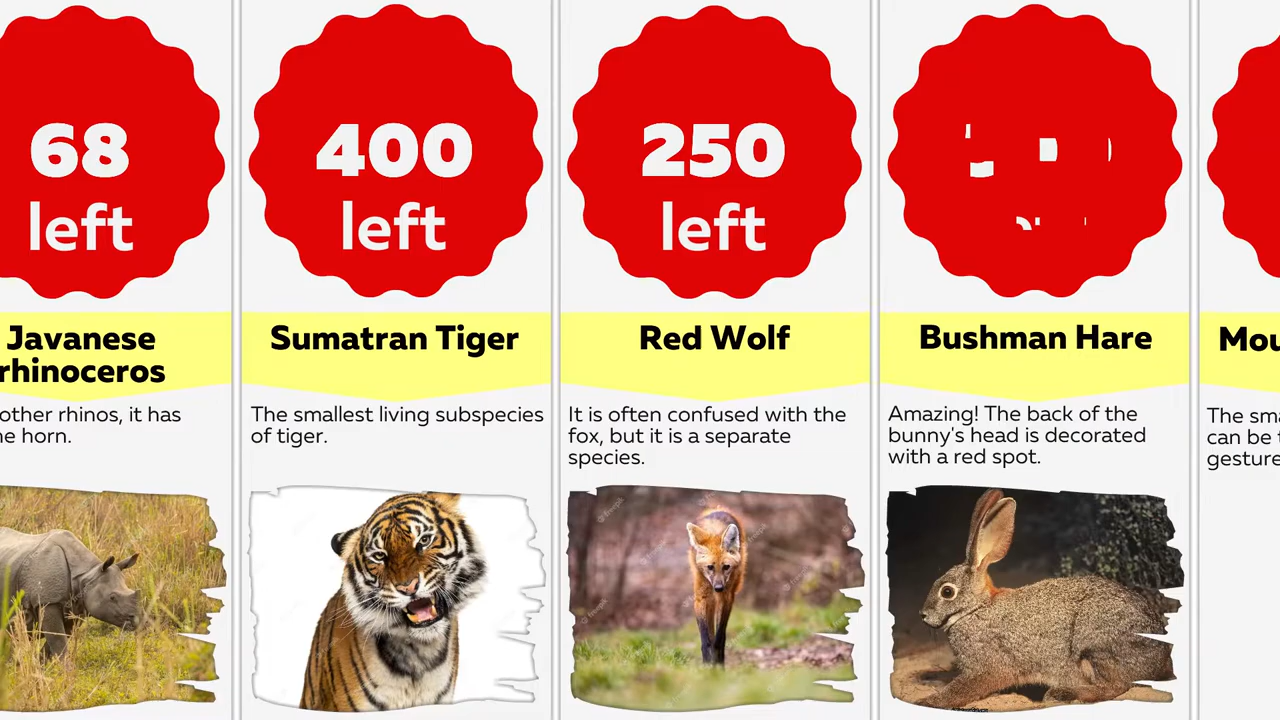 68
left
Javanese
rhinoceros
other rhinos, it has
horn.
400
left
Sumatran Tiger
The smallest living subspecies
of tiger.
250
left
Red Wolf
It is often confused with the
fox, but it is a separate
species.
Bushman Hare
Amazing! The back of the
bunny's head is decorated
with a red spot.
The
can be
gesture